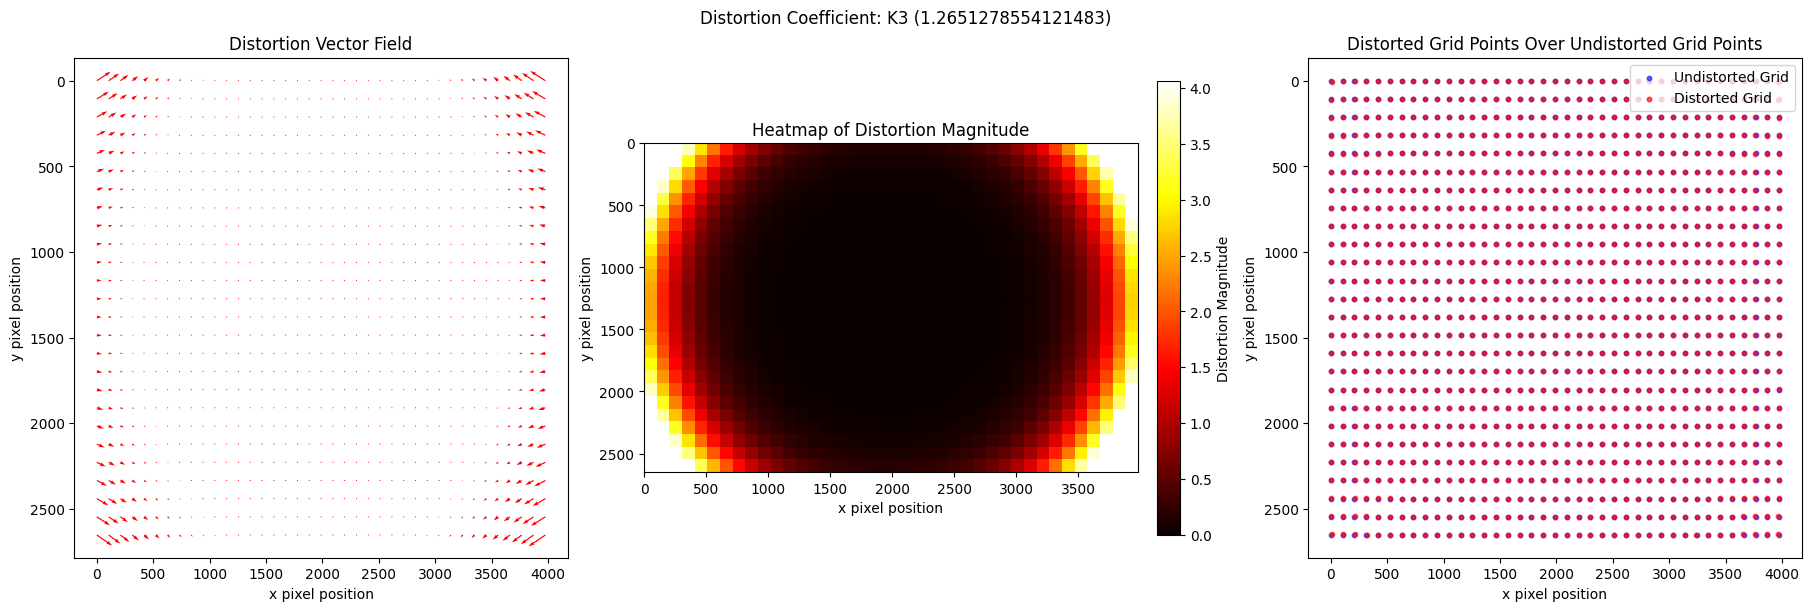 Distortion Coefficient: K3 (1.2651278554121483)
Distortion Vector Field
0
500
1000
1500
2000
2500
0 500 1000 1500 2000 2500 3000 3500 4000
x pixel position
y pixel position
Heatmap of Distortion Magnitude
0
500
1000
1500
2000
2500
0 500 1000 1500 2000 2500 3000 3500
x pixel position
y pixel position
4.0
3.5
3.0
2.5
2.0
1.5
1.0
0.5
0.0
Distortion Magnitude
Distorted Grid Points Over Undistorted Grid Points
Undistorted Grid
Distorted Grid
0
500
1000
1500
2000
2500
0 500 1000 1500 2000 2500 3000 3500 4000
x pixel position
y pixel position